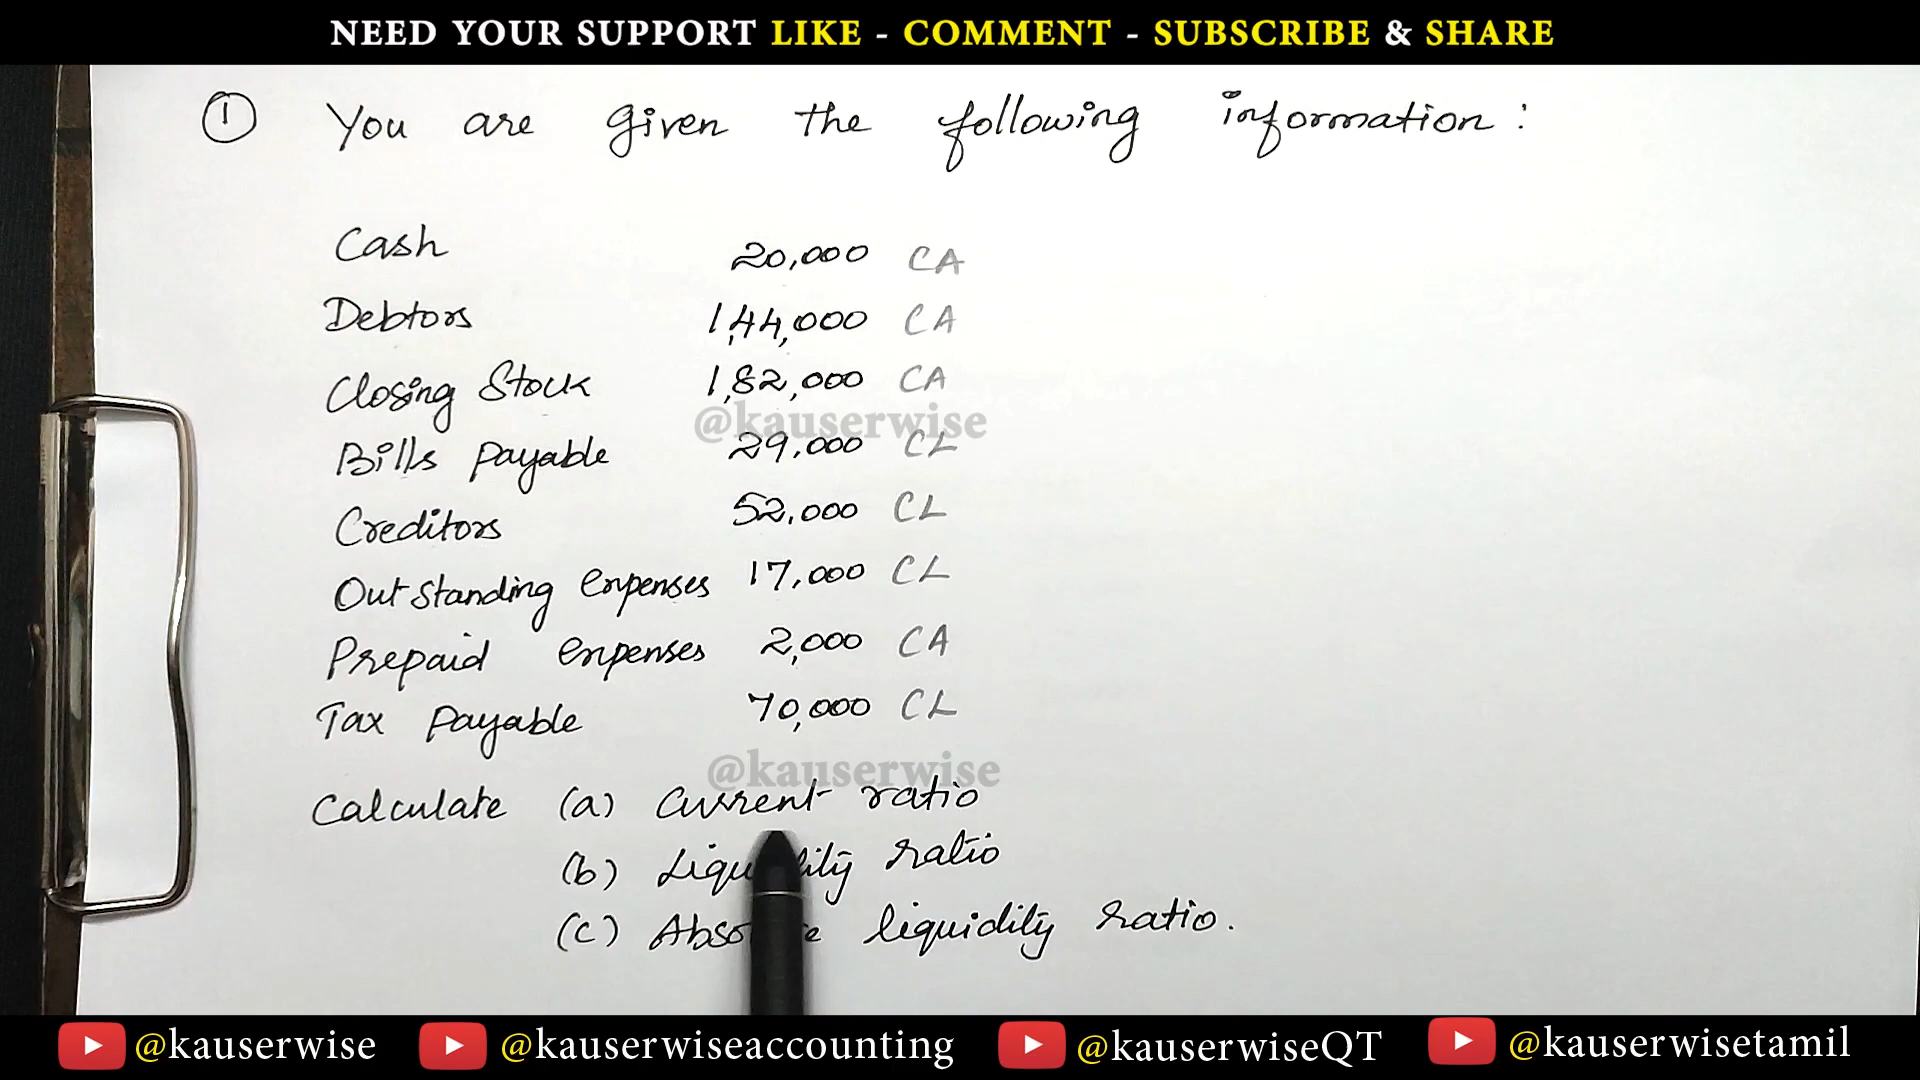 NEED YOUR SUPPORT LIKE - COMMENT - SUBSCRIBE & SHARE
① You are given the following information :
Cash 20,000 CA
Debtors 1,44,000 CA
Closing Stock 1,82,000 CA
@kauserwise
Bills payable 29,000 CL
Creditors 52,000 CL
Outstanding expenses 17,000 CL
Prepaid expenses 2,000 CA
Tax payable 70,000 CL
@kauserwise
Calculate (a) Current ratio
(b) ratio
(c) liquidity ratio.
@kauserwise @kauserwiseaccounting @kauserwiseQT @kauserwisetamil